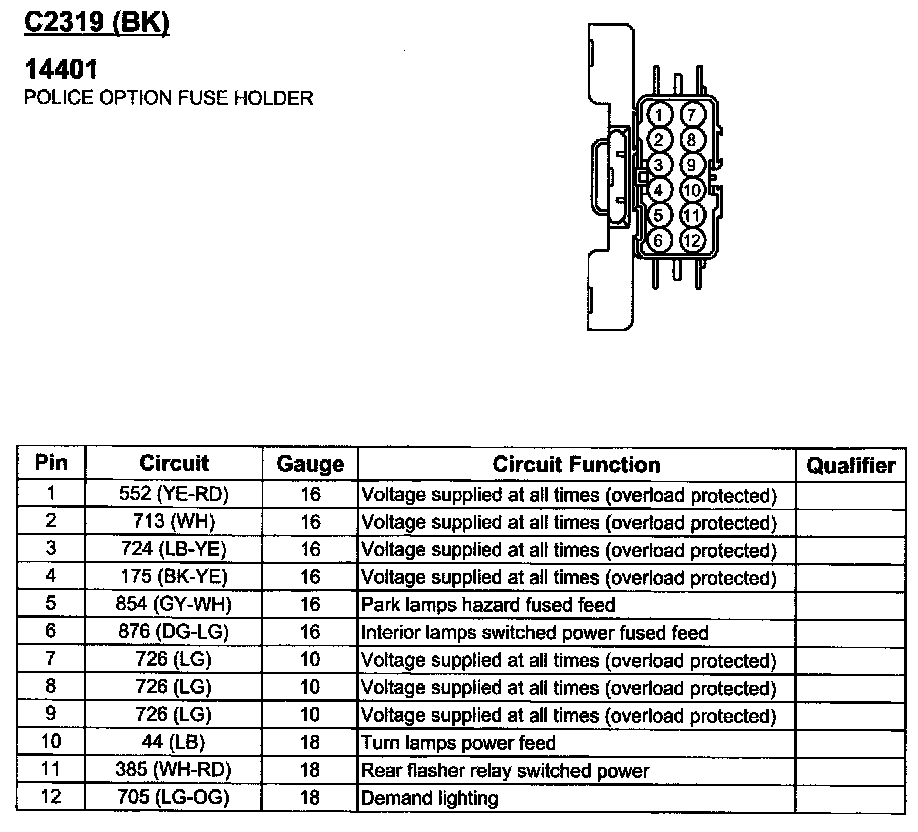 C2319 (BK)
14401
POLICE OPTION FUSE HOLDER
1 7
2 8
3 9
4 10
5 11
6 12
Pin Circuit Gauge Circuit Function Qualifier
1 552 (YE-RD) 16 Voltage supplied at all times (overload protected)
2 713 (WH) 16 Voltage supplied at all times (overload protected)
3 724 (LB-YE) 16 Voltage supplied at all times (overload protected)
4 175 (BK-YE) 16 Voltage supplied at all times (overload protected)
5 854 (GY-WH) 16 Park lamps hazard fused feed
6 876 (DG-LG) 16 Interior lamps switched power fused feed
7 726 (LG) 10 Voltage supplied at all times (overload protected)
8 726 (LG) 10 Voltage supplied at all times (overload protected)
9 726 (LG) 10 Voltage supplied at all times (overload protected)
10 44 (LB) 18 Turn lamps power feed
11 385 (WH-RD) 18 Rear flasher relay switched power
12 705 (LG-OG) 18 Demand lighting